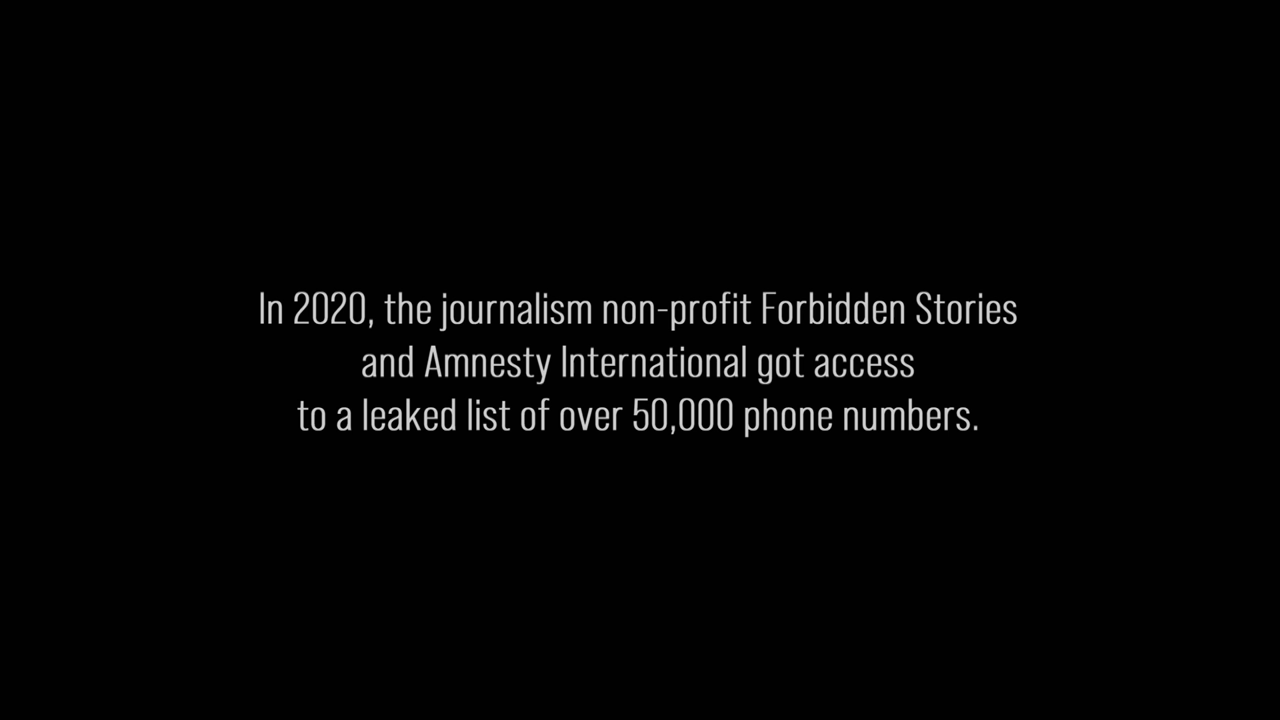 In 2020, the journalism non-profit Forbidden Stories
and Amnesty International got access
to a leaked list of over 50,000 phone numbers.